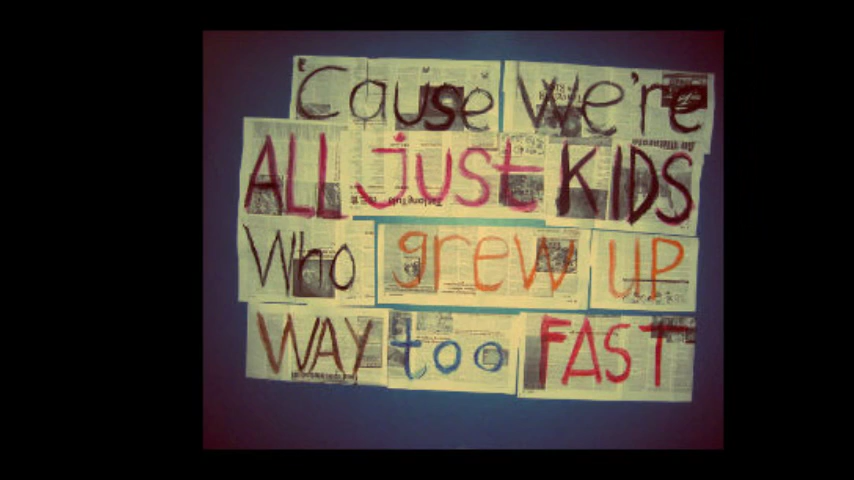 'Cause We're
ALL just KIDS
Who grew UP
WAY too FAST